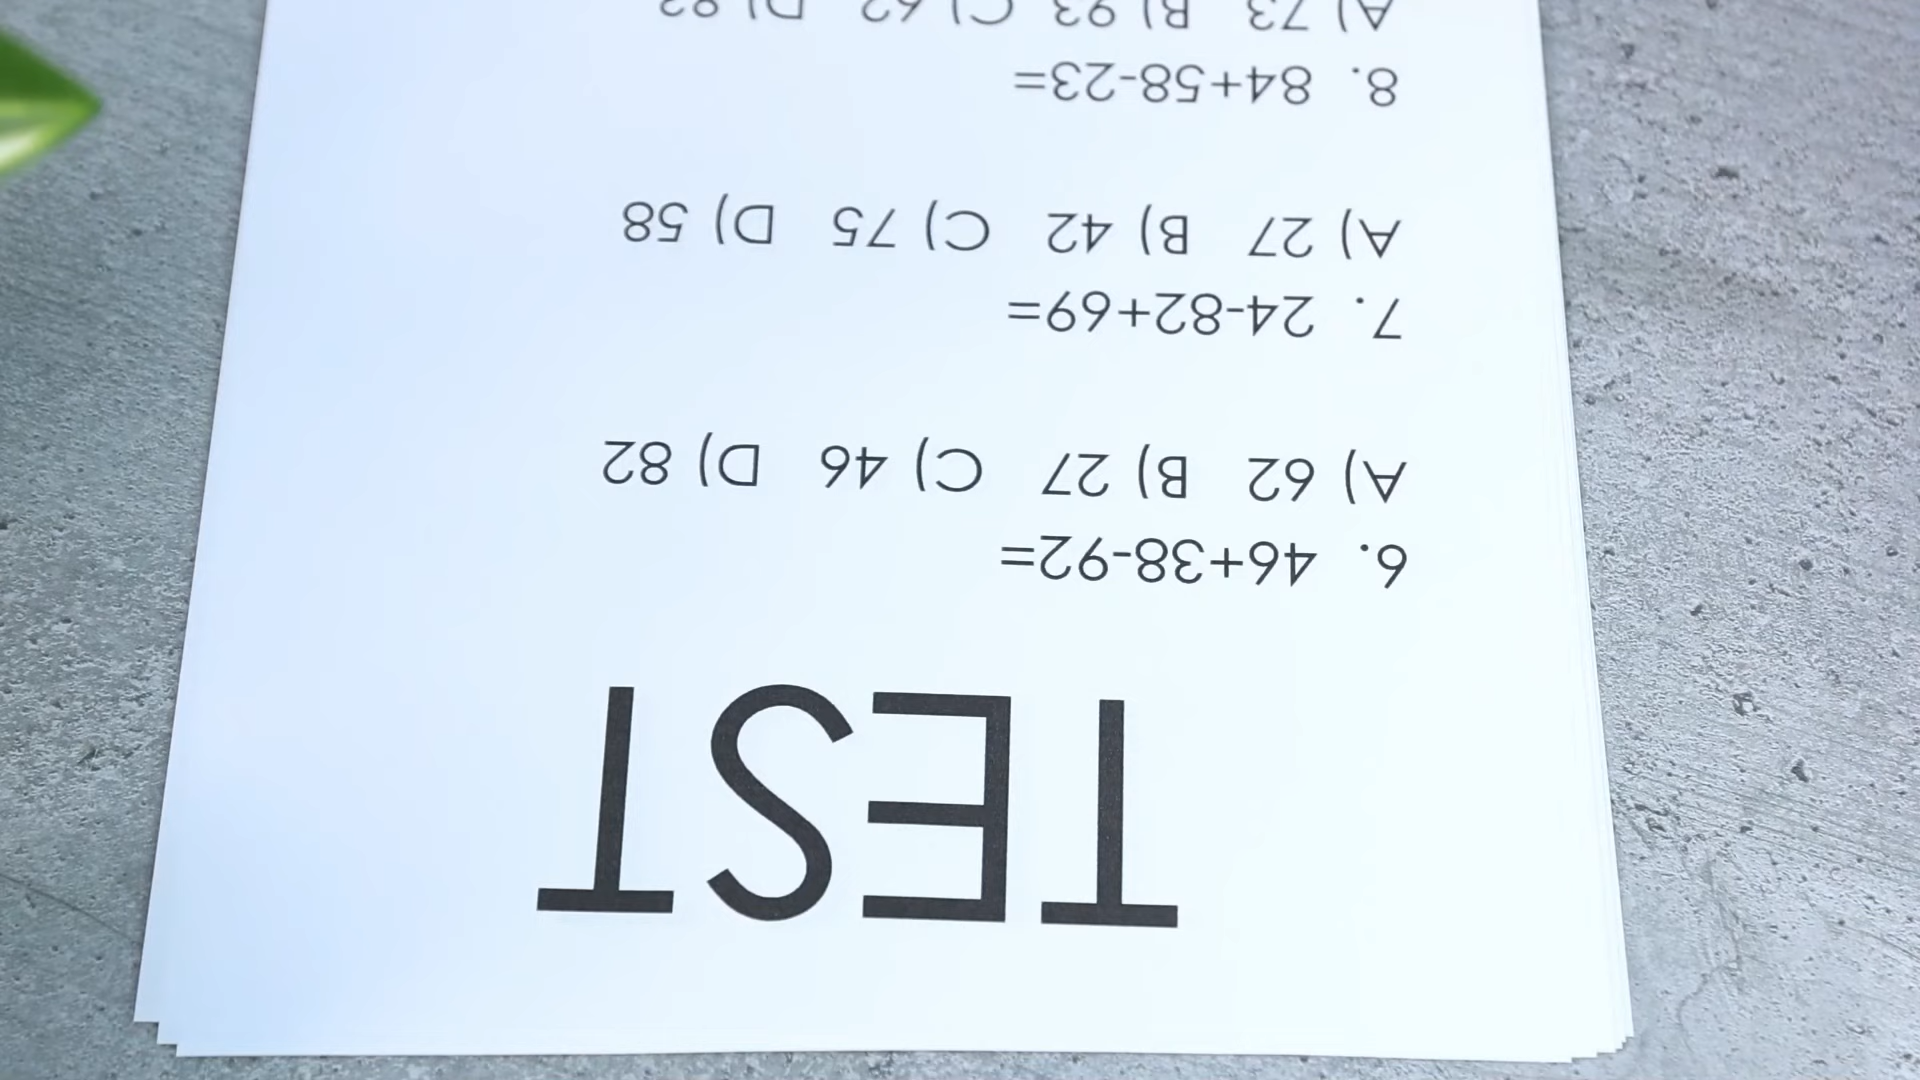 TEST
6. 46+38-92=
A) 62 B) 27 C) 46 D) 82
7. 24-82+69=
A) 27 B) 42 C) 75 D) 58
8. 84+58-23=
A) 73 B) 93 C) 62 D) 82